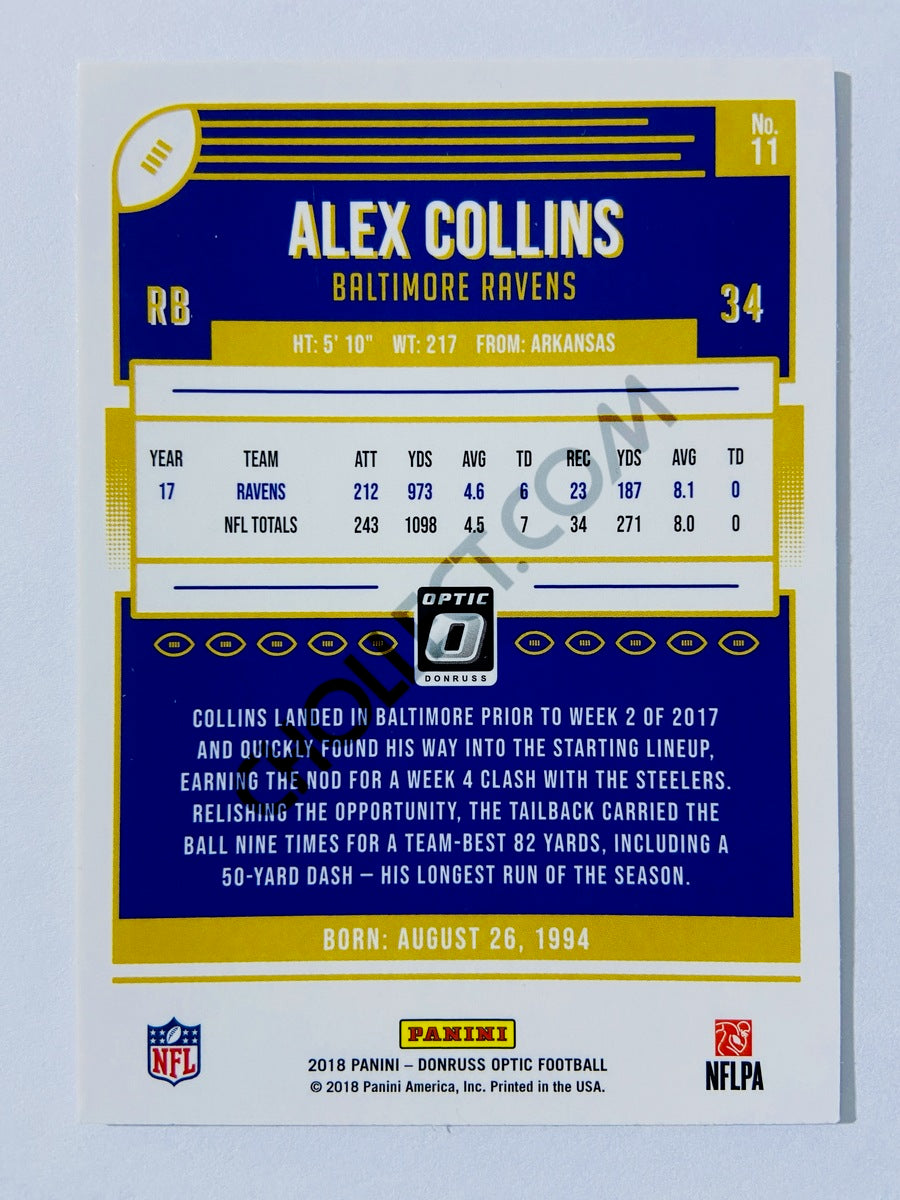 No.
11
ALEX COLLINS
BALTIMORE RAVENS
RB
34
HT: 5' 10" WT: 217 FROM: ARKANSAS
YEAR TEAM ATT YDS AVG TD REC YDS AVG TD
17 RAVENS 212 973 4.6 6 23 187 8.1 0
NFL TOTALS 243 1098 4.5 7 34 271 8.0 0
OPTIC
O
DONRUSS
COLLINS LANDED IN BALTIMORE PRIOR TO WEEK 2 OF 2017
AND QUICKLY FOUND HIS WAY INTO THE STARTING LINEUP,
EARNING THE NOD FOR A WEEK 4 CLASH WITH THE STEELERS.
RELISHING THE OPPORTUNITY, THE TAILBACK CARRIED THE
BALL NINE TIMES FOR A TEAM-BEST 82 YARDS, INCLUDING A
50-YARD DASH – HIS LONGEST RUN OF THE SEASON.
CHOLLECT.COM
BORN: AUGUST 26, 1994
NFL
PANINI
2018 PANINI – DONRUSS OPTIC FOOTBALL
© 2018 Panini America, Inc. Printed in the USA.
NFLPA